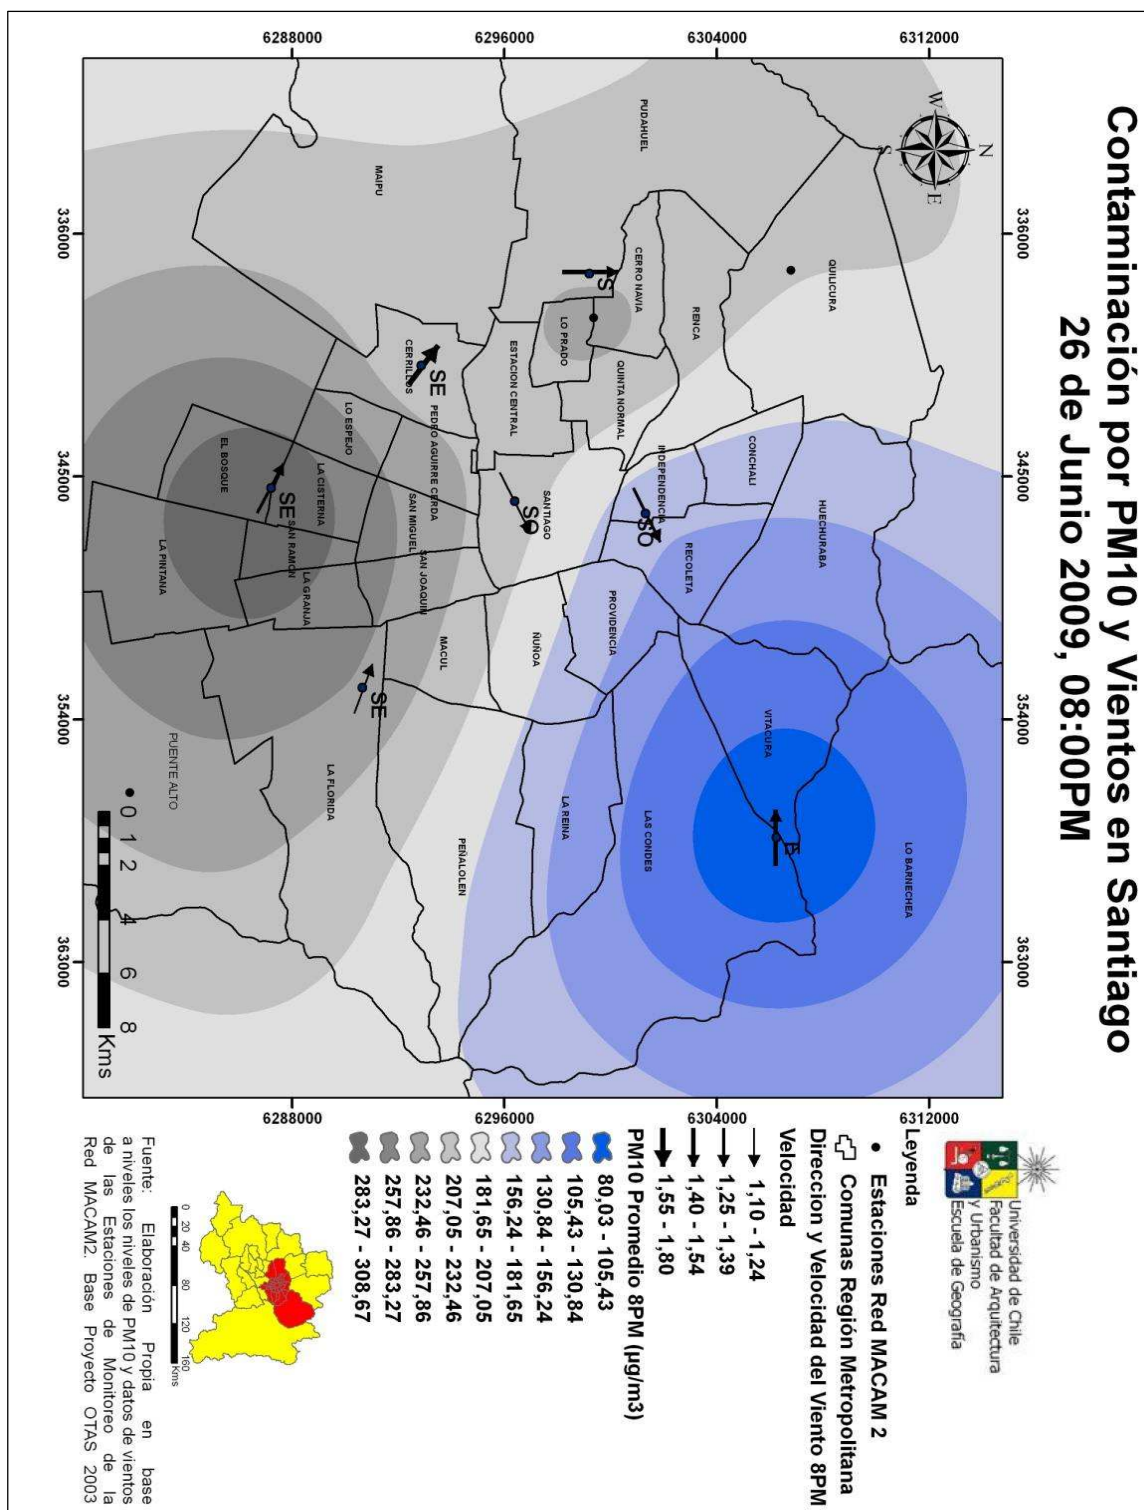 Contaminación por PM10 y Vientos en Santiago
26 de Junio 2009, 08:00PM
N
W
E
S
336000
345000
354000
363000
6312000
6304000
6296000
6288000
6312000
6304000
6296000
6288000
336000
345000
354000
363000
PUDAHUEL
QUILICURA
MAIPU
CERRO NAVIA
RENCA
LO PRADO
S
QUINTA NORMAL
ESTACION CENTRAL
CERRILLOS
SE
CONCHALI
HUECHURABA
INDEPENDENCIA
RECOLETA
SO
SANTIAGO
SO
PEDRO AGUIRRE CERDA
LO ESPEJO
EL BOSQUE
LA CISTERNA
SE
SAN RAMON
SAN MIGUEL
SAN JOAQUIN
LA GRANJA
LA PINTANA
PROVIDENCIA
ÑUÑOA
MACUL
SE
VITACURA
LAS CONDES
LO BARNECHEA
E
LA REINA
PEÑALOLEN
LA FLORIDA
PUENTE ALTO
0 1 2 4 6 8
Kms
Universidad de Chile
Facultad de Arquitectura
y Urbanismo
Escuela de Geografía
Leyenda
Estaciones Red MACAM 2
Comunas Región Metropolitana
Direccion y Velocidad del Viento 8PM
Velocidad
1,10 - 1,24
1,25 - 1,39
1,40 - 1,54
1,55 - 1,80
PM10 Promedio 8PM (µg/m3)
80,03 - 105,43
105,43 - 130,84
130,84 - 156,24
156,24 - 181,65
181,65 - 207,05
207,05 - 232,46
232,46 - 257,86
257,86 - 283,27
283,27 - 308,67
0 20 40 80 120 160
Kms
Fuente: Elaboración Propia en base
a niveles los niveles de PM10 y datos de vientos
de las Estaciones de Monitoreo de la
Red MACAM2. Base Proyecto OTAS 2003